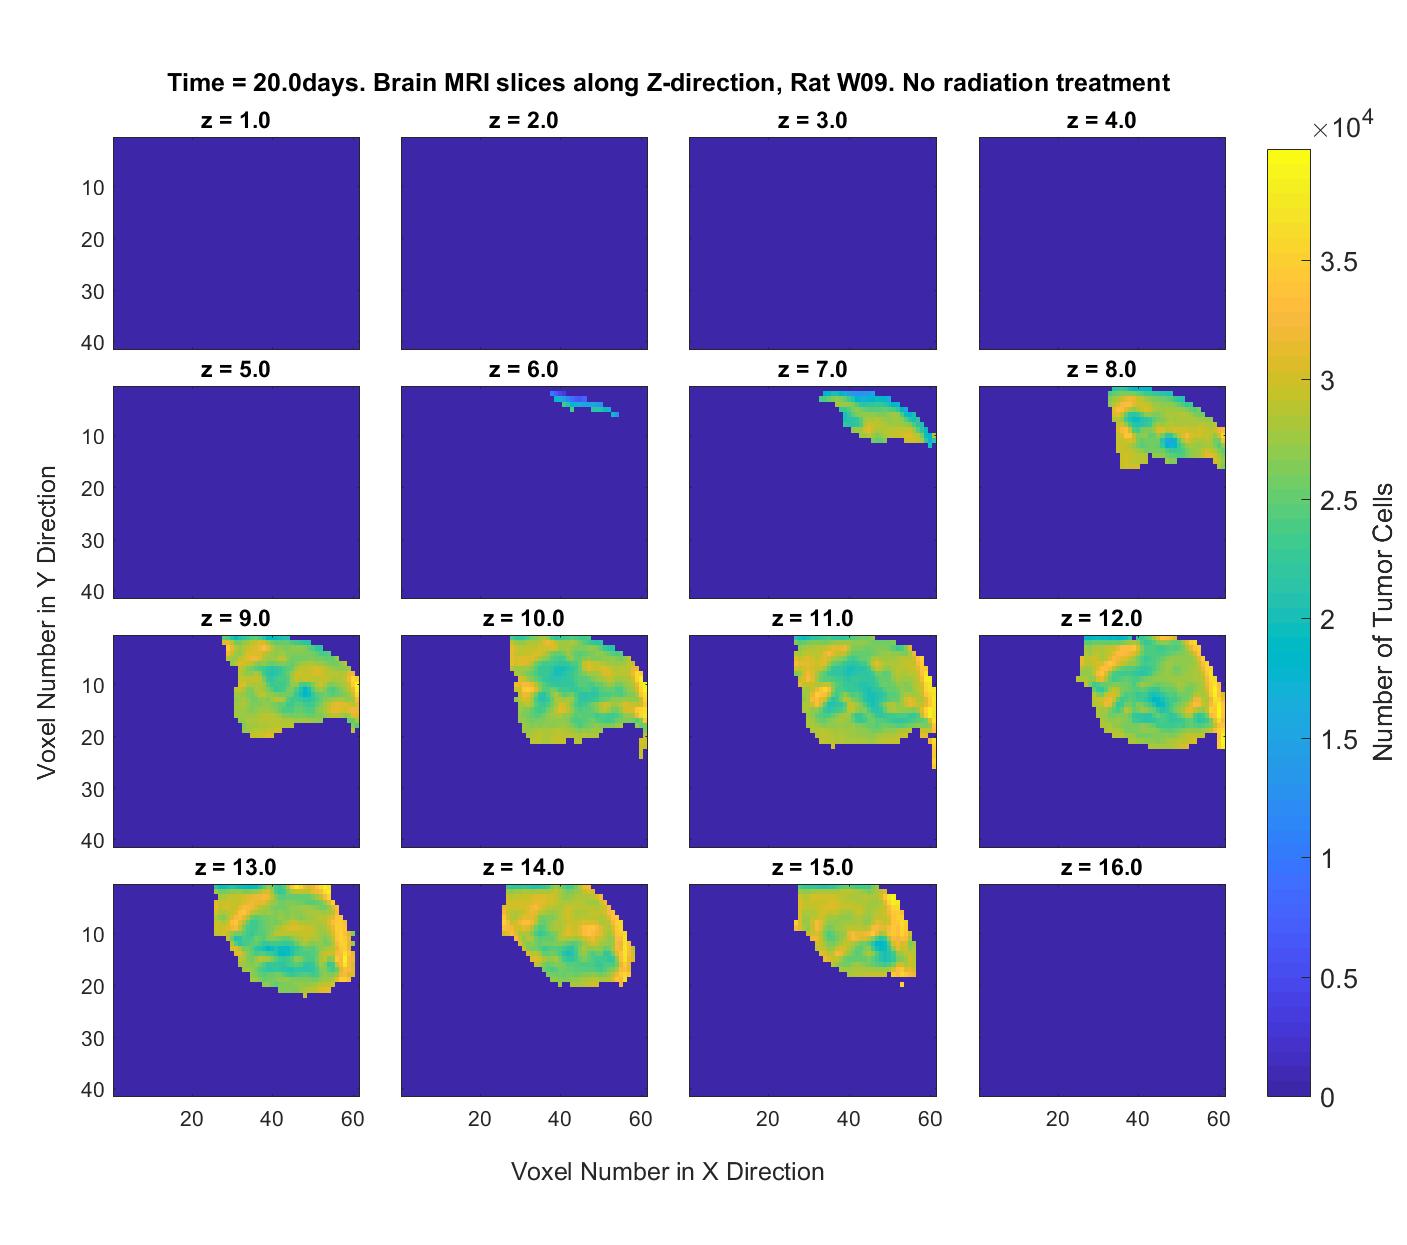 Time = 20.0days. Brain MRI slices along Z-direction, Rat W09. No radiation treatment
z = 1.0 z = 2.0 z = 3.0 z = 4.0
×10⁴
10
20
30
40
z = 5.0 z = 6.0 z = 7.0 z = 8.0
10
20
30
40
z = 9.0 z = 10.0 z = 11.0 z = 12.0
10
20
30
40
z = 13.0 z = 14.0 z = 15.0 z = 16.0
10
20
30
40
20 40 60 20 40 60 20 40 60 20 40 60
Voxel Number in Y Direction
Voxel Number in X Direction
3.5
3
2.5
2
1.5
1
0.5
0
Number of Tumor Cells